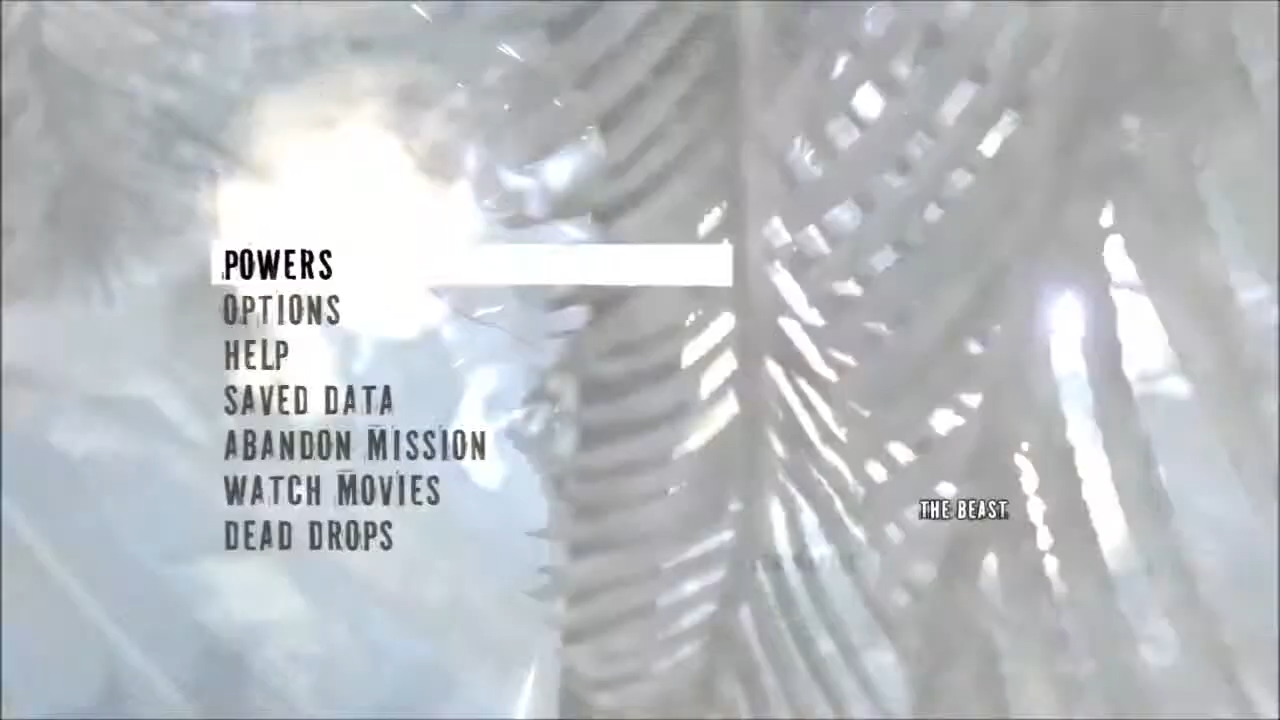 POWERS
OPTIONS
HELP
SAVED DATA
ABANDON MISSION
WATCH MOVIES
DEAD DROPS
THE BEAST